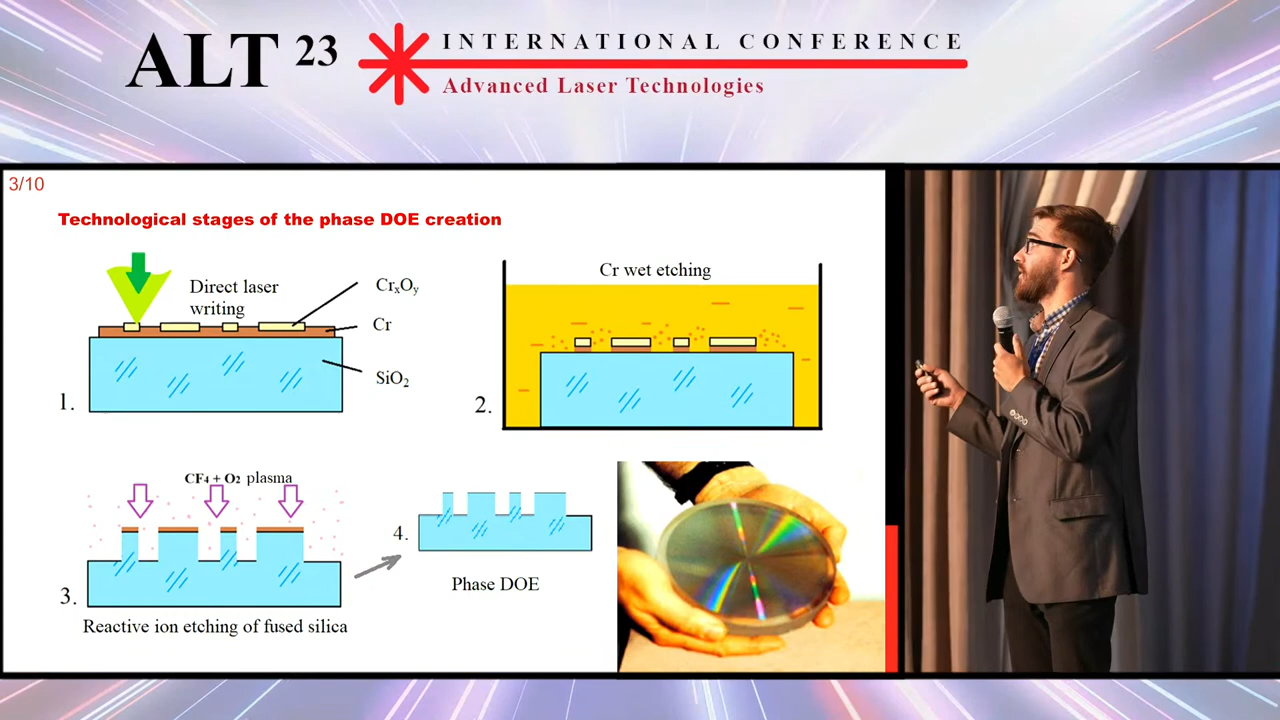 ALT 23
INTERNATIONAL CONFERENCE
Advanced Laser Technologies
3/10
Technological stages of the phase DOE creation
Direct laser
writing
CrₓOᵧ
Cr
SiO₂
1.
Cr wet etching
2.
CF₄ + O₂ plasma
3.
Reactive ion etching of fused silica
4.
Phase DOE